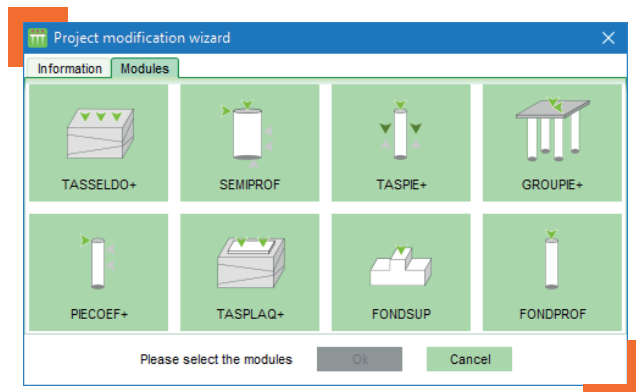 Project modification wizard
Information Modules
TASSELDO+ SEMIPROF TASPIE+ GROUPIE+
PIECOEF+ TASPLAQ+ FONDSUP FONDPROF
Please select the modules Ok Cancel